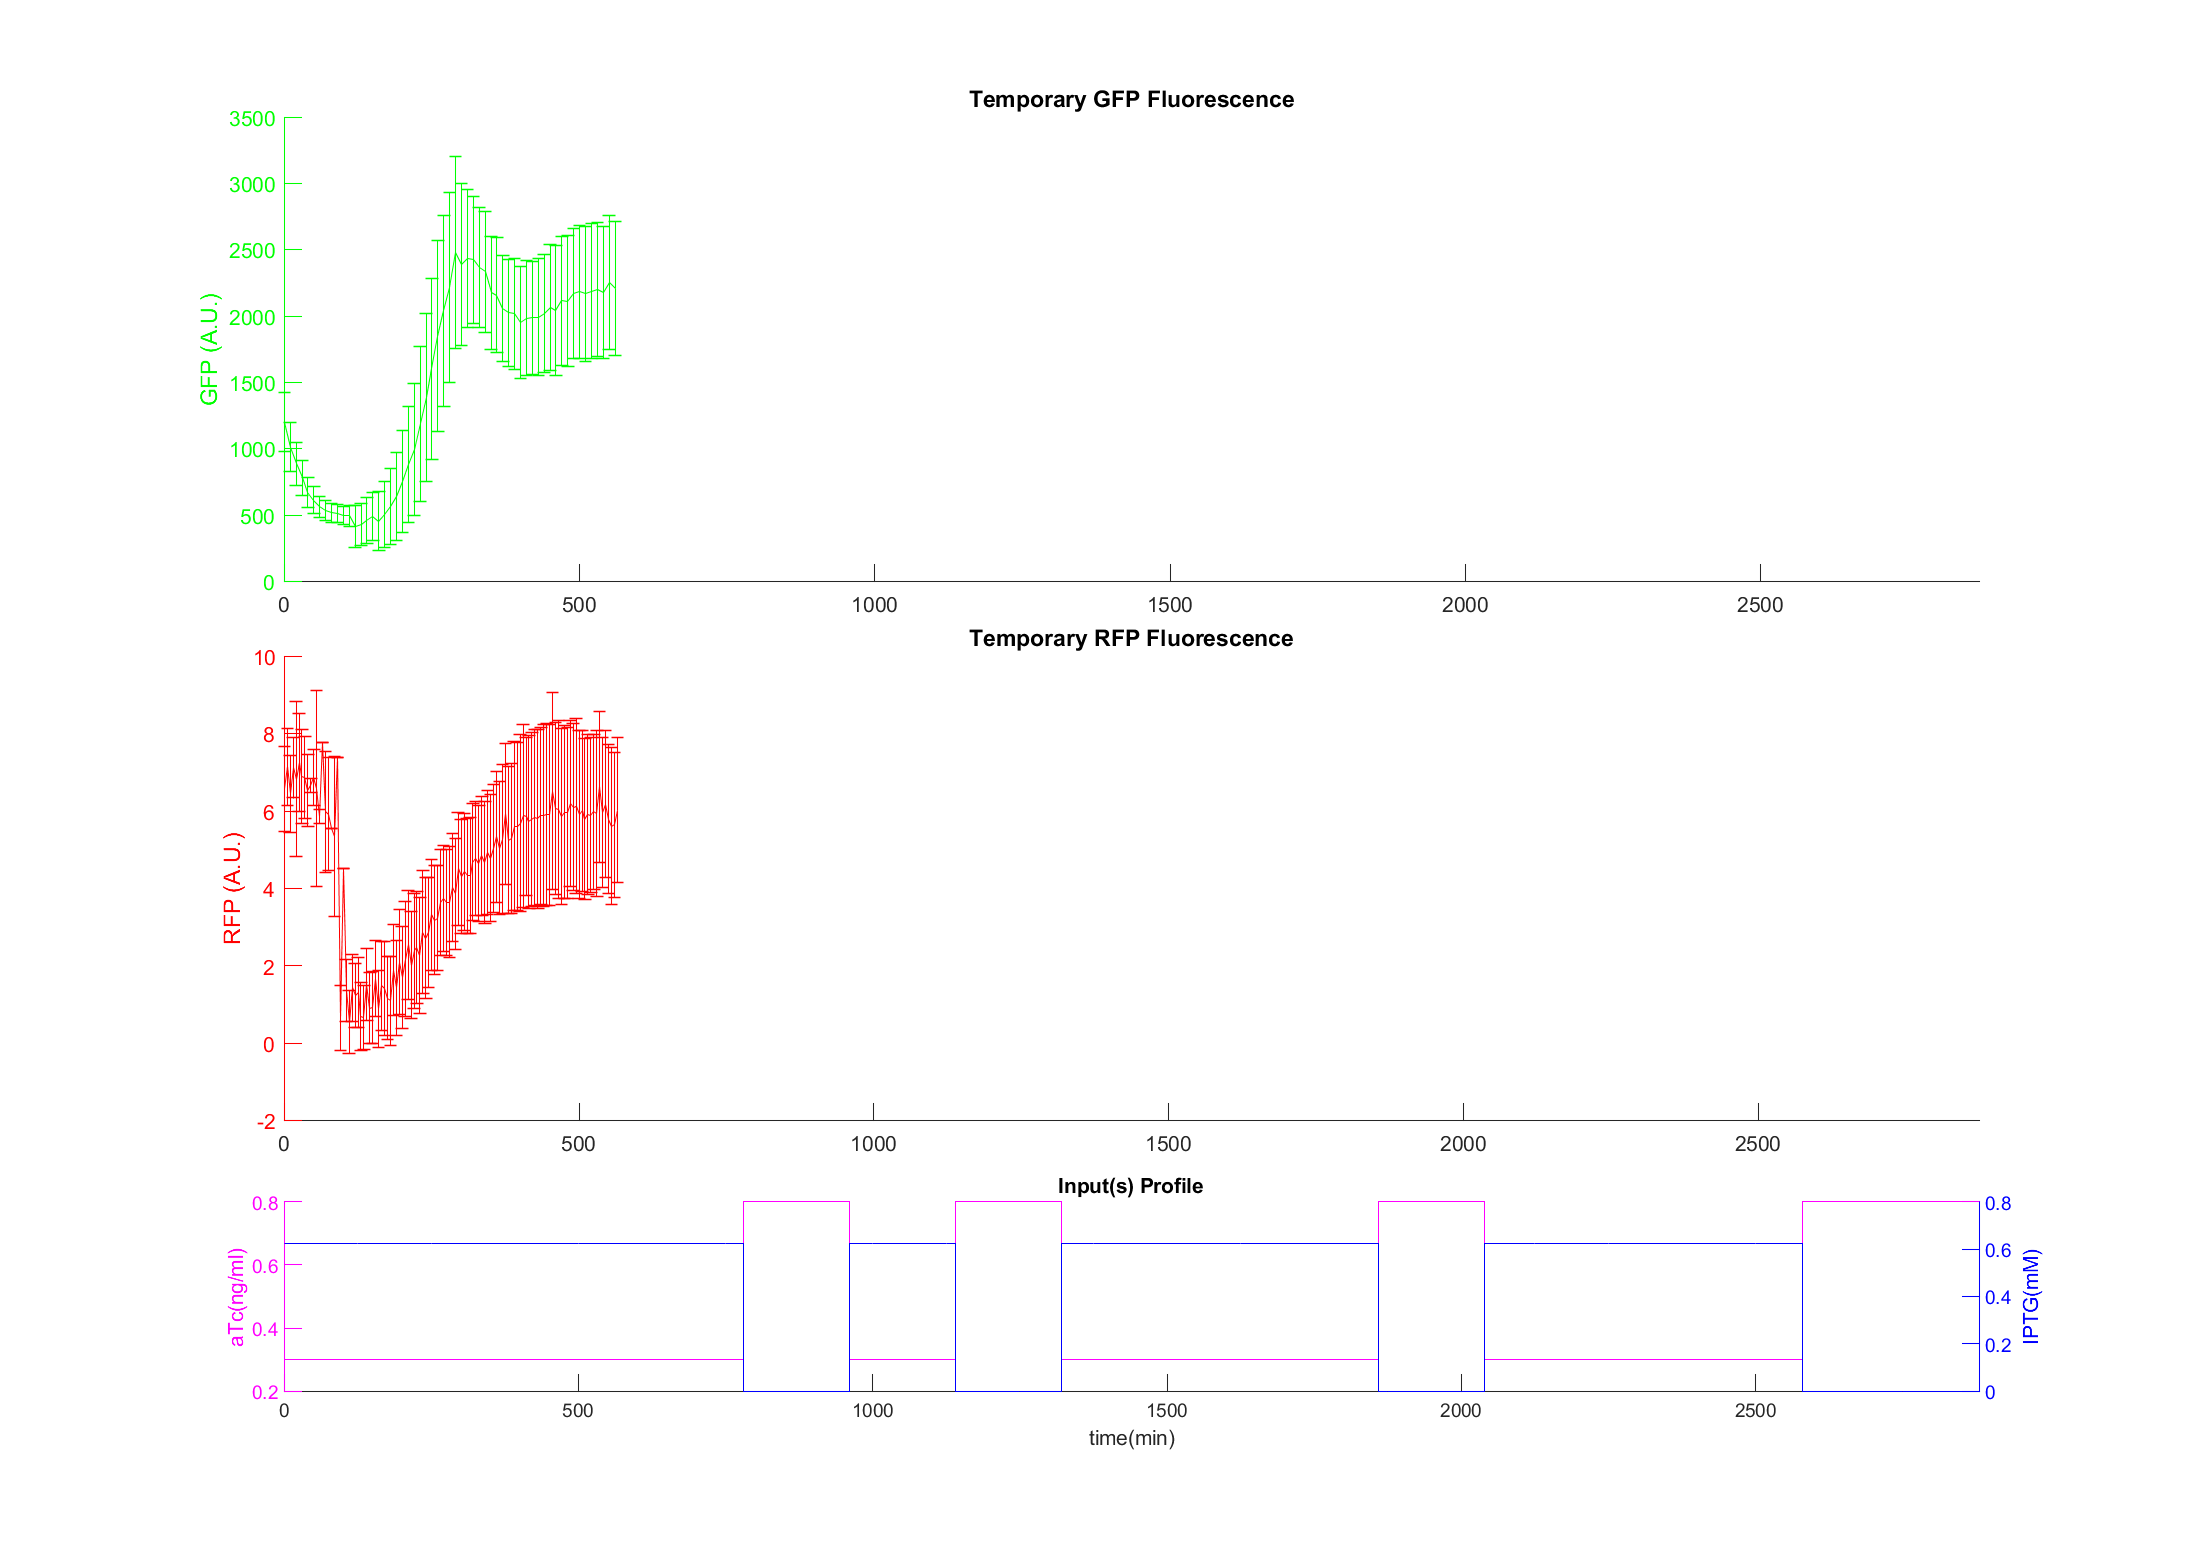 Temporary GFP Fluorescence
3500
3000
2500
2000
1500
1000
500
0
GFP (A.U.)
0 500 1000 1500 2000 2500
Temporary RFP Fluorescence
10
8
6
4
2
0
-2
RFP (A.U.)
0 500 1000 1500 2000 2500
Input(s) Profile
0.8
0.6
0.4
0.2
aTc(ng/ml)
0.8
0.6
0.4
0.2
0
IPTG(mM)
0 500 1000 1500 2000 2500
time(min)